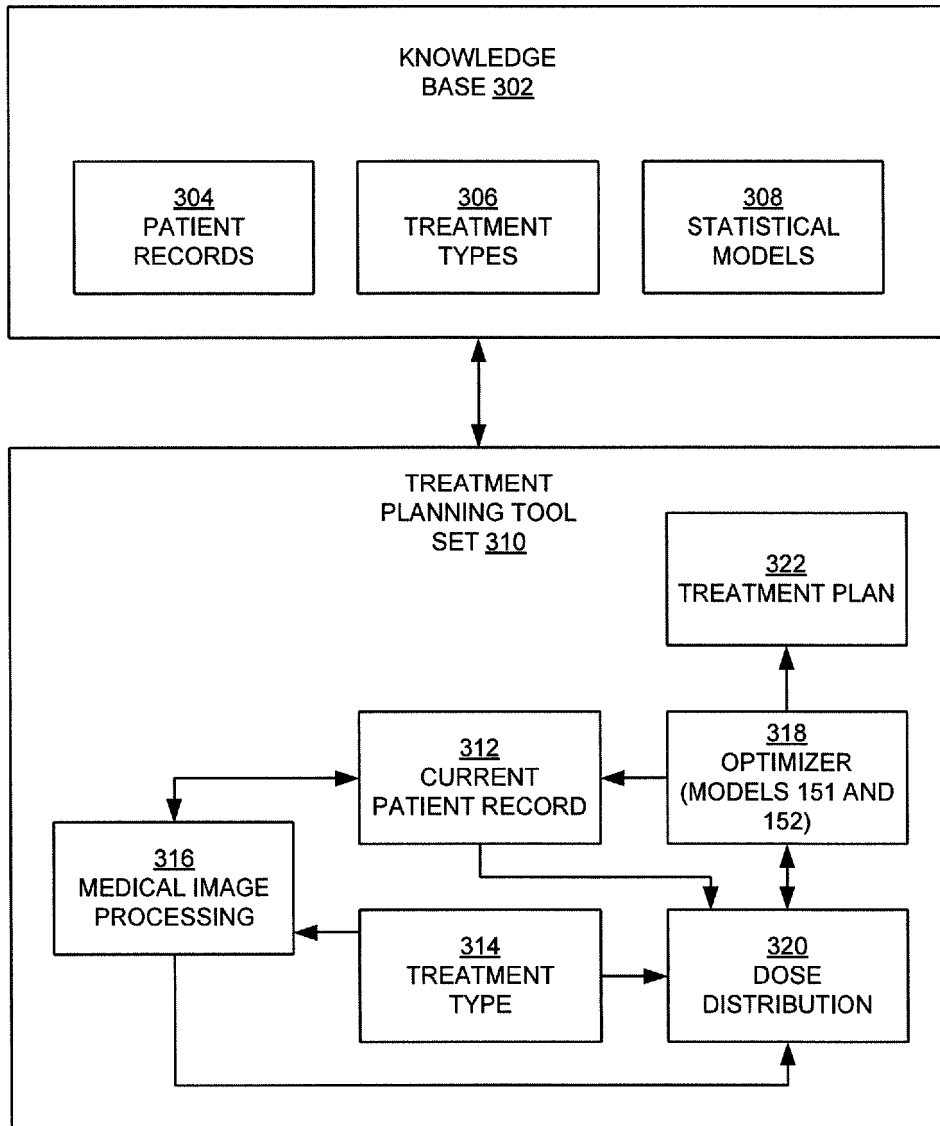 KNOWLEDGE
BASE 302
304
PATIENT
RECORDS
306
TREATMENT
TYPES
308
STATISTICAL
MODELS
TREATMENT
PLANNING TOOL
SET 310
322
TREATMENT PLAN
312
CURRENT
PATIENT RECORD
318
OPTIMIZER
(MODELS 151 AND
152)
316
MEDICAL IMAGE
PROCESSING
314
TREATMENT
TYPE
320
DOSE
DISTRIBUTION